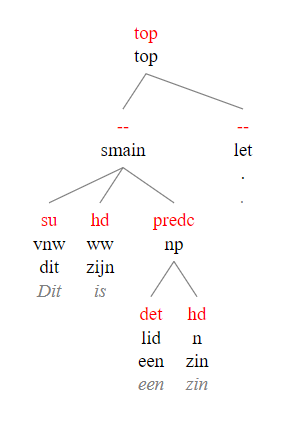 top
top
-- --
smain let
su hd predc .
vnw ww np .
dit zijn
Dit is
det hd
lid n
een zin
een zin